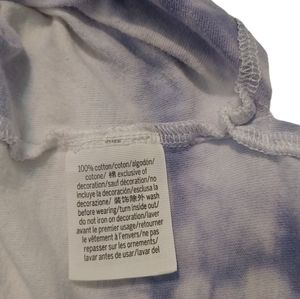 100% cotton/coton/algodón/
cotone/ 棉 exclusive of
decoration/sauf décoration/no
incluye la decoración/esclusa la
decorazione/ 装饰除外 wash
before wearing/turn inside out/
do not iron on decoration/laver
avant le premier usage/retourner
le vêtement à l'envers/ne pas
repasser sur les ornements/
lavar antes de usar/dar la